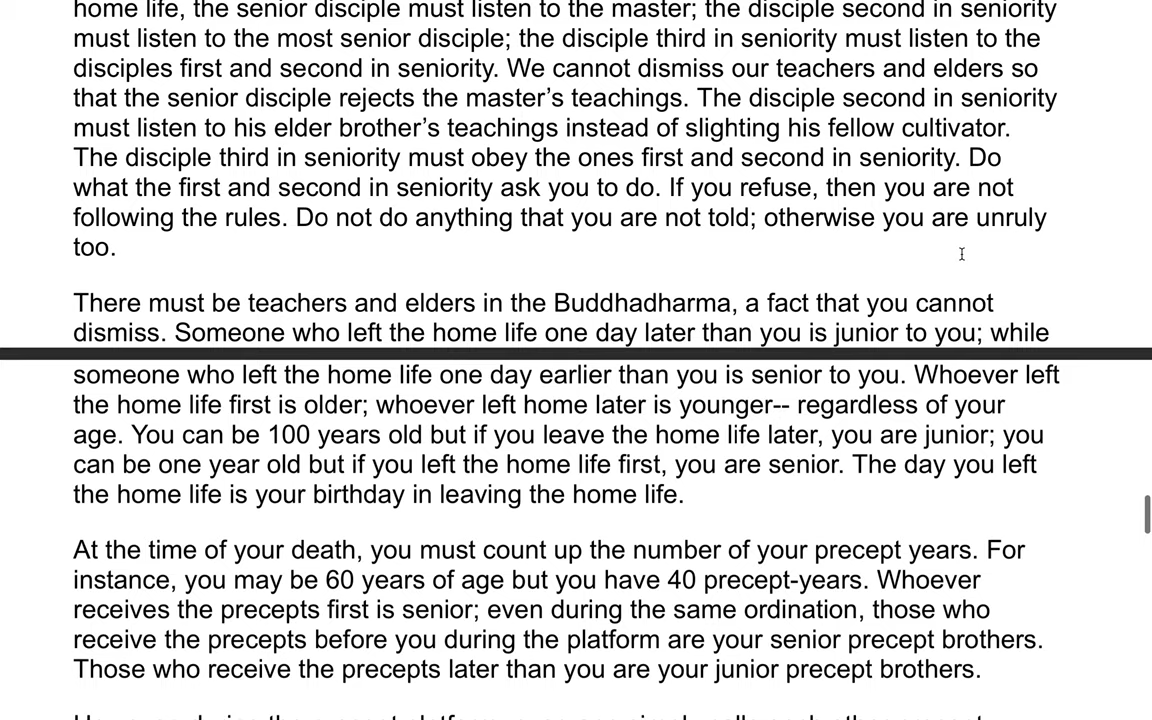 home life, the senior disciple must listen to the master; the disciple second in seniority
must listen to the most senior disciple; the disciple third in seniority must listen to the
disciples first and second in seniority. We cannot dismiss our teachers and elders so
that the senior disciple rejects the master’s teachings. The disciple second in seniority
must listen to his elder brother’s teachings instead of slighting his fellow cultivator.
The disciple third in seniority must obey the ones first and second in seniority. Do
what the first and second in seniority ask you to do. If you refuse, then you are not
following the rules. Do not do anything that you are not told; otherwise you are unruly
too.
There must be teachers and elders in the Buddhadharma, a fact that you cannot
dismiss. Someone who left the home life one day later than you is junior to you; while
someone who left the home life one day earlier than you is senior to you. Whoever left
the home life first is older; whoever left home later is younger-- regardless of your
age. You can be 100 years old but if you leave the home life later, you are junior; you
can be one year old but if you left the home life first, you are senior. The day you left
the home life is your birthday in leaving the home life.
At the time of your death, you must count up the number of your precept years. For
instance, you may be 60 years of age but you have 40 precept-years. Whoever
receives the precepts first is senior; even during the same ordination, those who
receive the precepts before you during the platform are your senior precept brothers.
Those who receive the precepts later than you are your junior precept brothers.